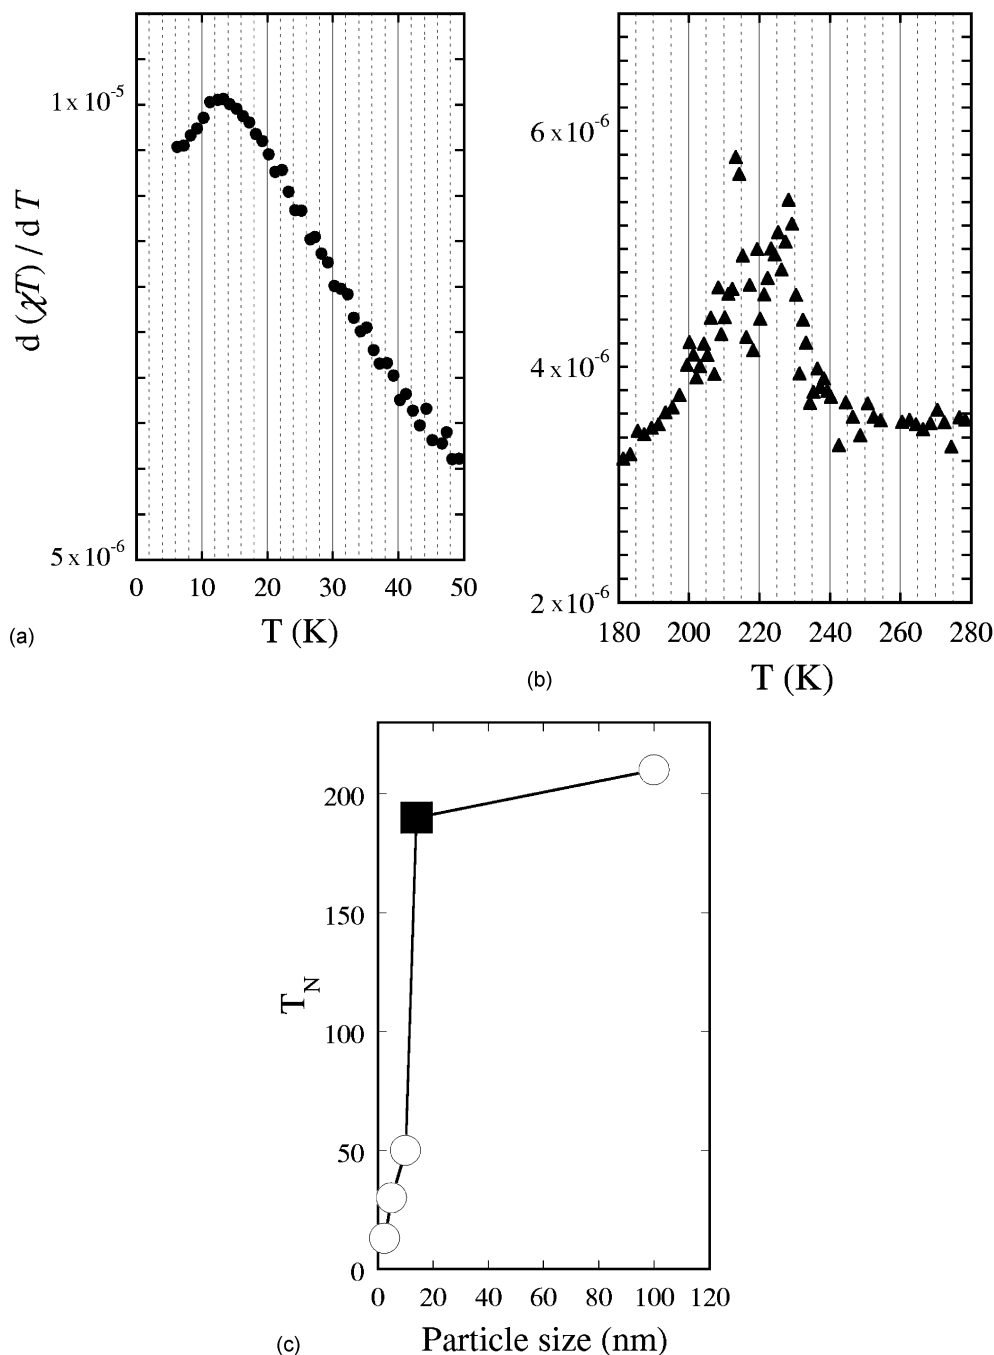 d (χT) / d T
1 x 10⁻⁵
5 x 10⁻⁶
0 10 20 30 40 50
T (K)
(a)
6 x 10⁻⁶
4 x 10⁻⁶
2 x 10⁻⁶
180 200 220 240 260 280
T (K)
(b)
T_N
200
150
100
50
0
0 20 40 60 80 100 120
Particle size (nm)
(c)